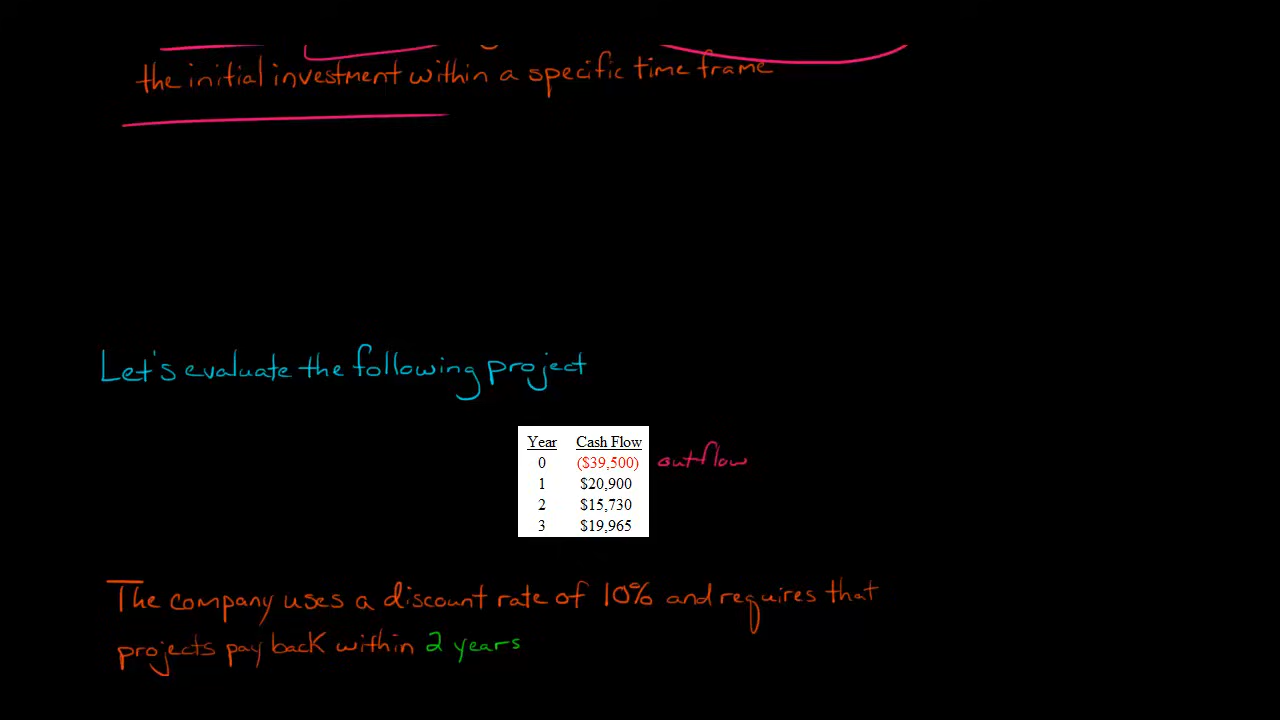 the initial investment within a specific time frame
Let's evaluate the following project
Year Cash Flow
0 ($39,500) outflow
1 $20,900
2 $15,730
3 $19,965
The company uses a discount rate of 10% and requires that
projects pay back within 2 years